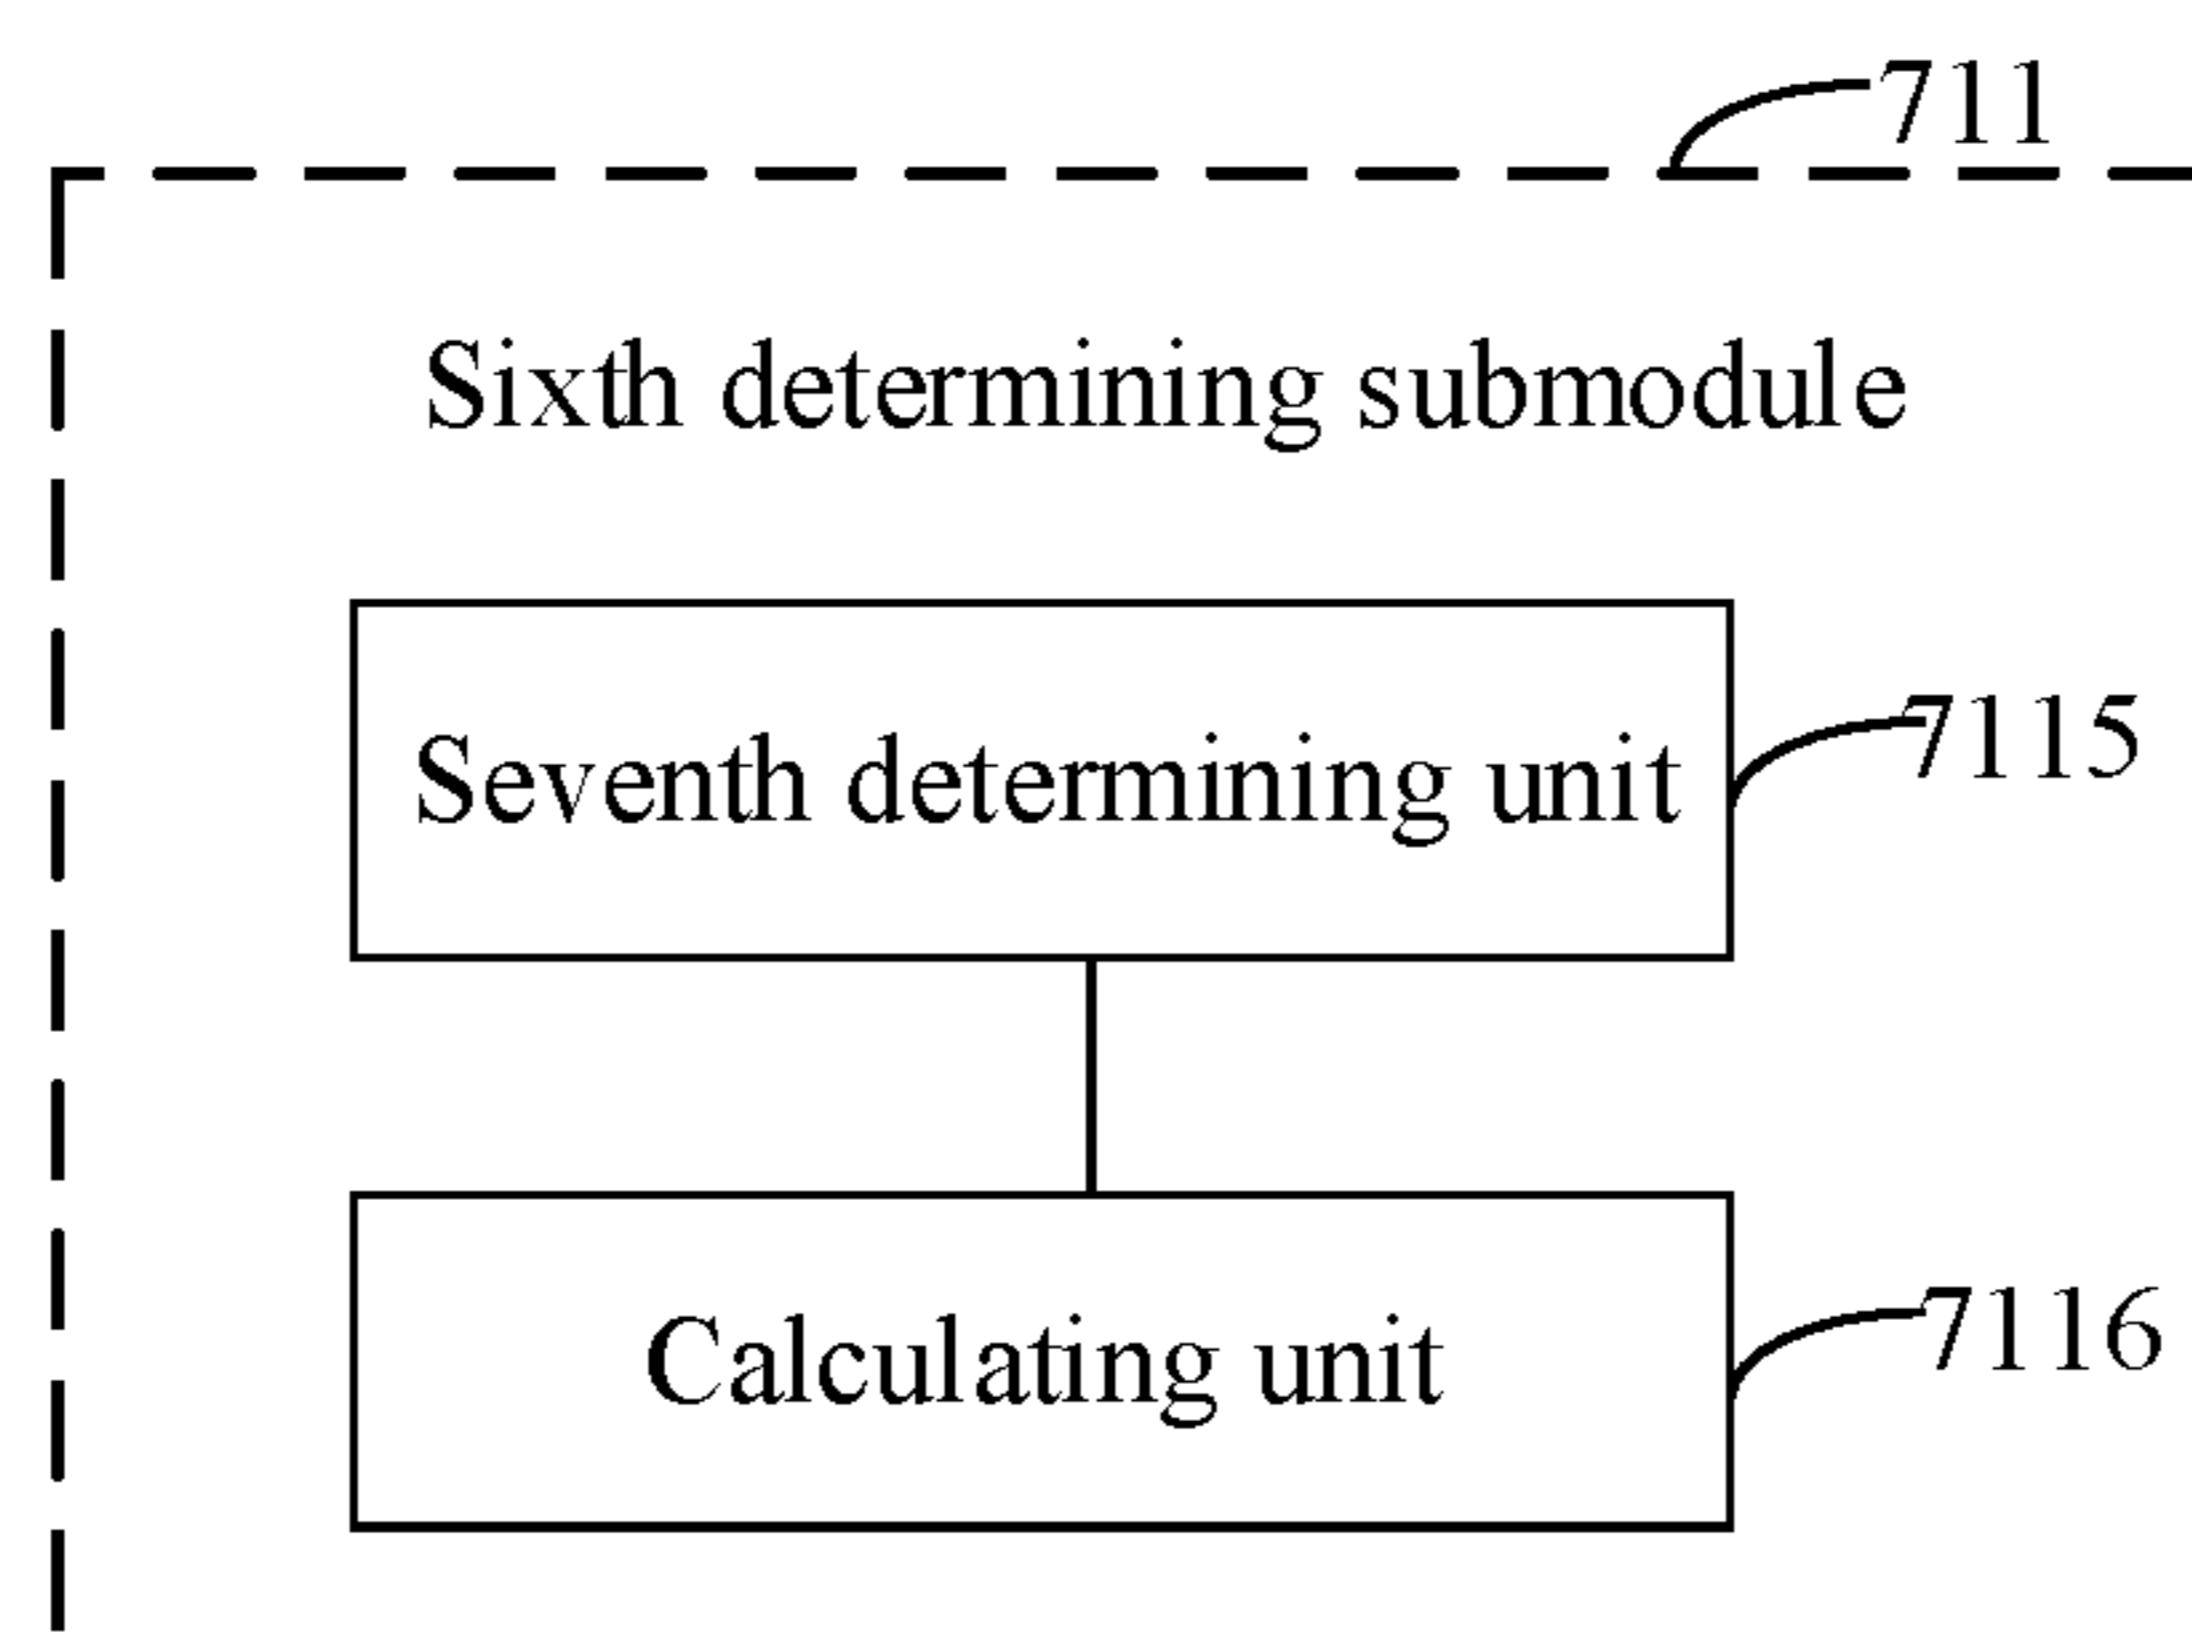 711
Sixth determining submodule
Seventh determining unit
7115
Calculating unit
7116